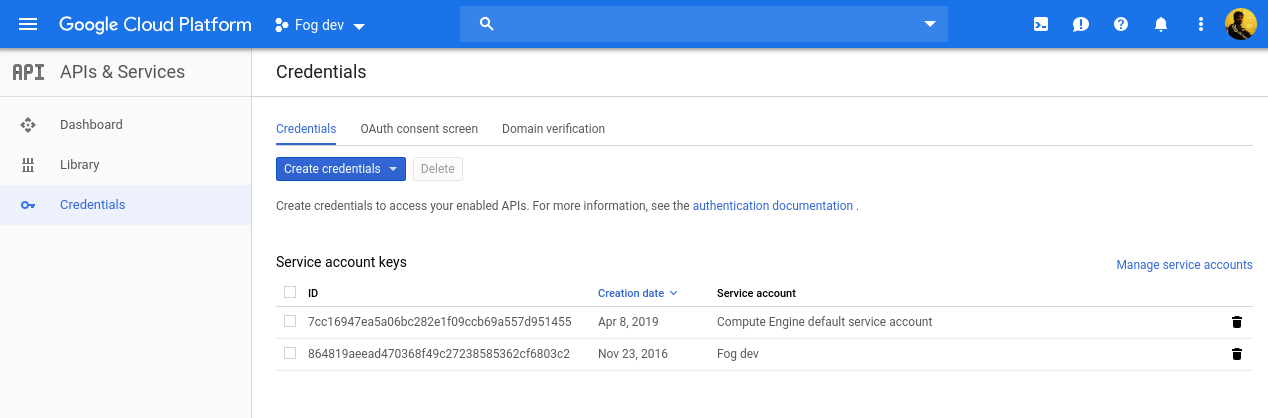 Google Cloud Platform Fog dev
API APIs & Services
Credentials
Dashboard
Library
Credentials
Credentials OAuth consent screen Domain verification
Create credentials Delete
Create credentials to access your enabled APIs. For more information, see the authentication documentation .
Service account keys
Manage service accounts
ID Creation date Service account
7cc16947ea5a06bc282e1f09ccb69a557d951455 Apr 8, 2019 Compute Engine default service account
864819aeead470368f49c27238585362cf6803c2 Nov 23, 2016 Fog dev